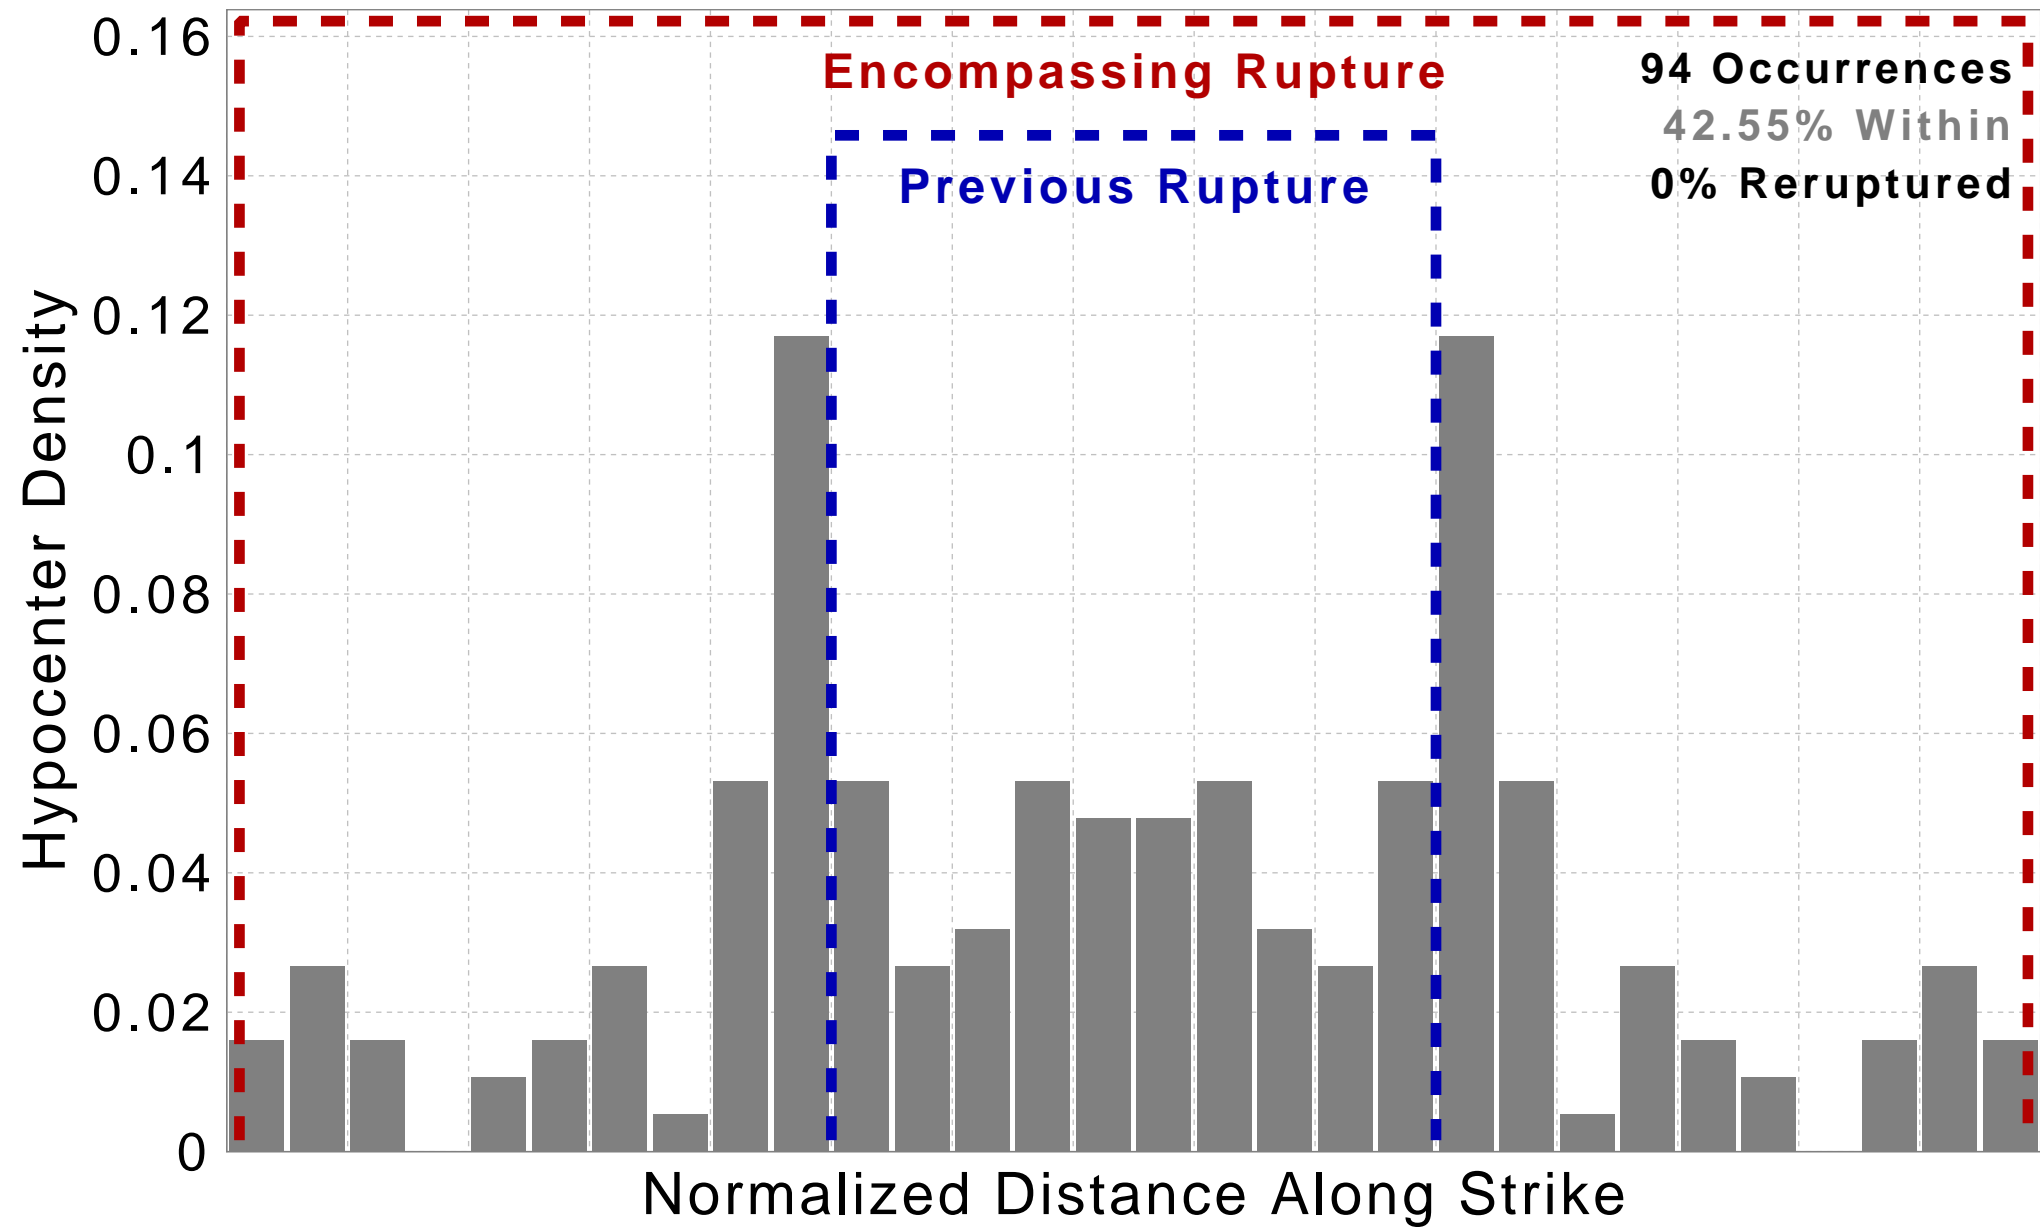 0.16
Encompassing Rupture
94 Occurrences
42.55% Within
0.14
Previous Rupture
0% Reruptured
0.12
0.1
0.08
0.06
0.04
0.02
0
Hypocenter Density
Normalized Distance Along Strike